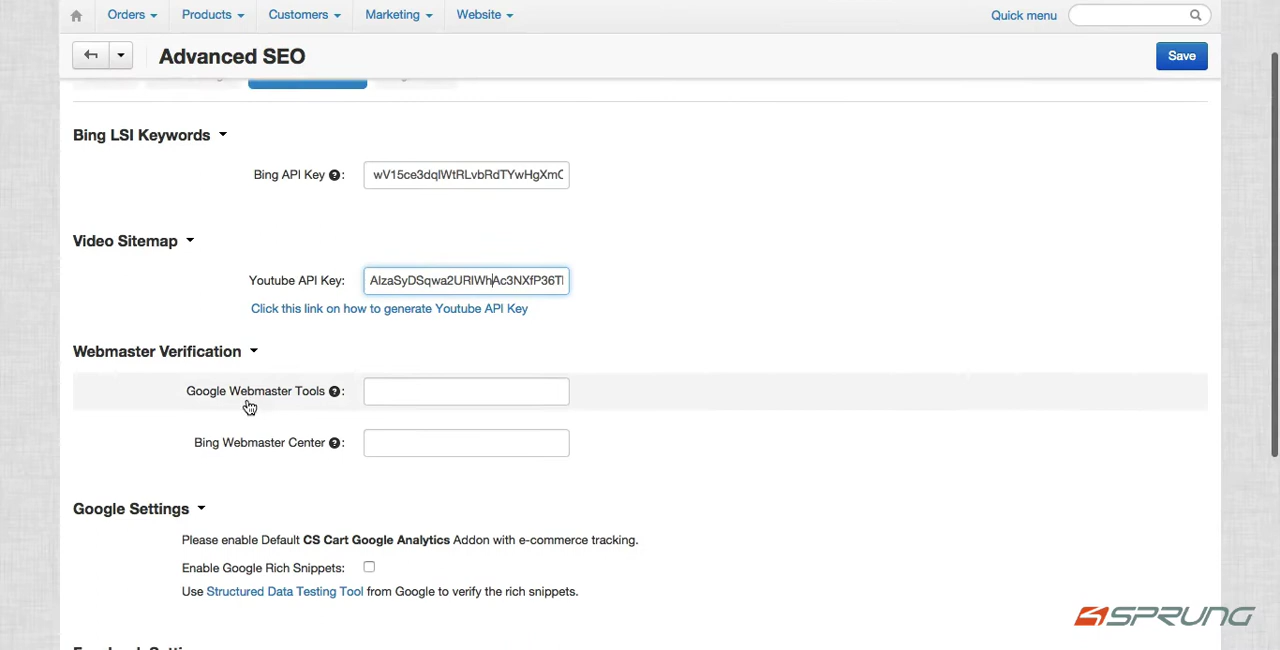 Orders Products Customers Marketing Website Quick menu
Advanced SEO Save
Bing LSI Keywords
Bing API Key ?:
Video Sitemap
Youtube API Key:
Click this link on how to generate Youtube API Key
Webmaster Verification
Google Webmaster Tools ?:
Bing Webmaster Center ?:
Google Settings
Please enable Default CS Cart Google Analytics Addon with e-commerce tracking.
Enable Google Rich Snippets:
Use Structured Data Testing Tool from Google to verify the rich snippets.
SPRUNG